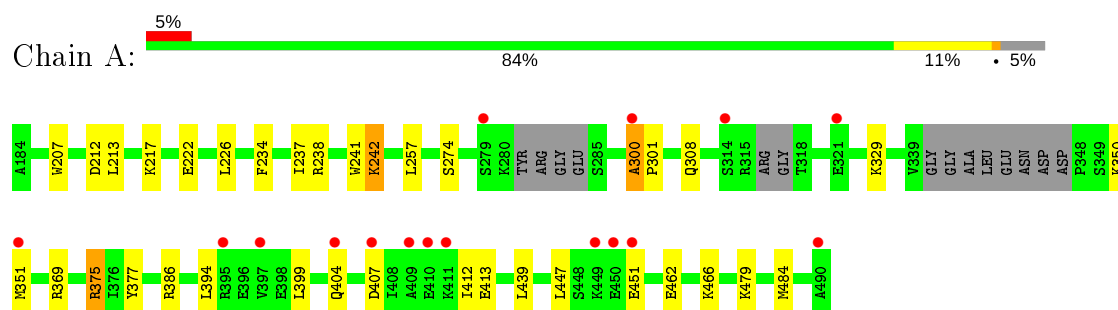 5%
Chain A:
84% 11% • 5%
A184 W207 D212 L213 K217 E222 L226 F234 I237 R238 W241 K242 L257 S274 S279 K280 TYR ARG GLY GLU S285 A300 P301 Q308 S314 R315 ARG GLY T318 E321 K329 V339 GLY GLY ALA LEU GLU ASN ASP ASP P348 S349 K350
M351 R369 R375 I376 Y377 R386 L394 R395 E396 V397 E398 L399 Q404 D407 I408 A409 E410 K411 I412 E413 L439 L447 S448 K449 E450 E451 E462 K466 K479 M484 A490